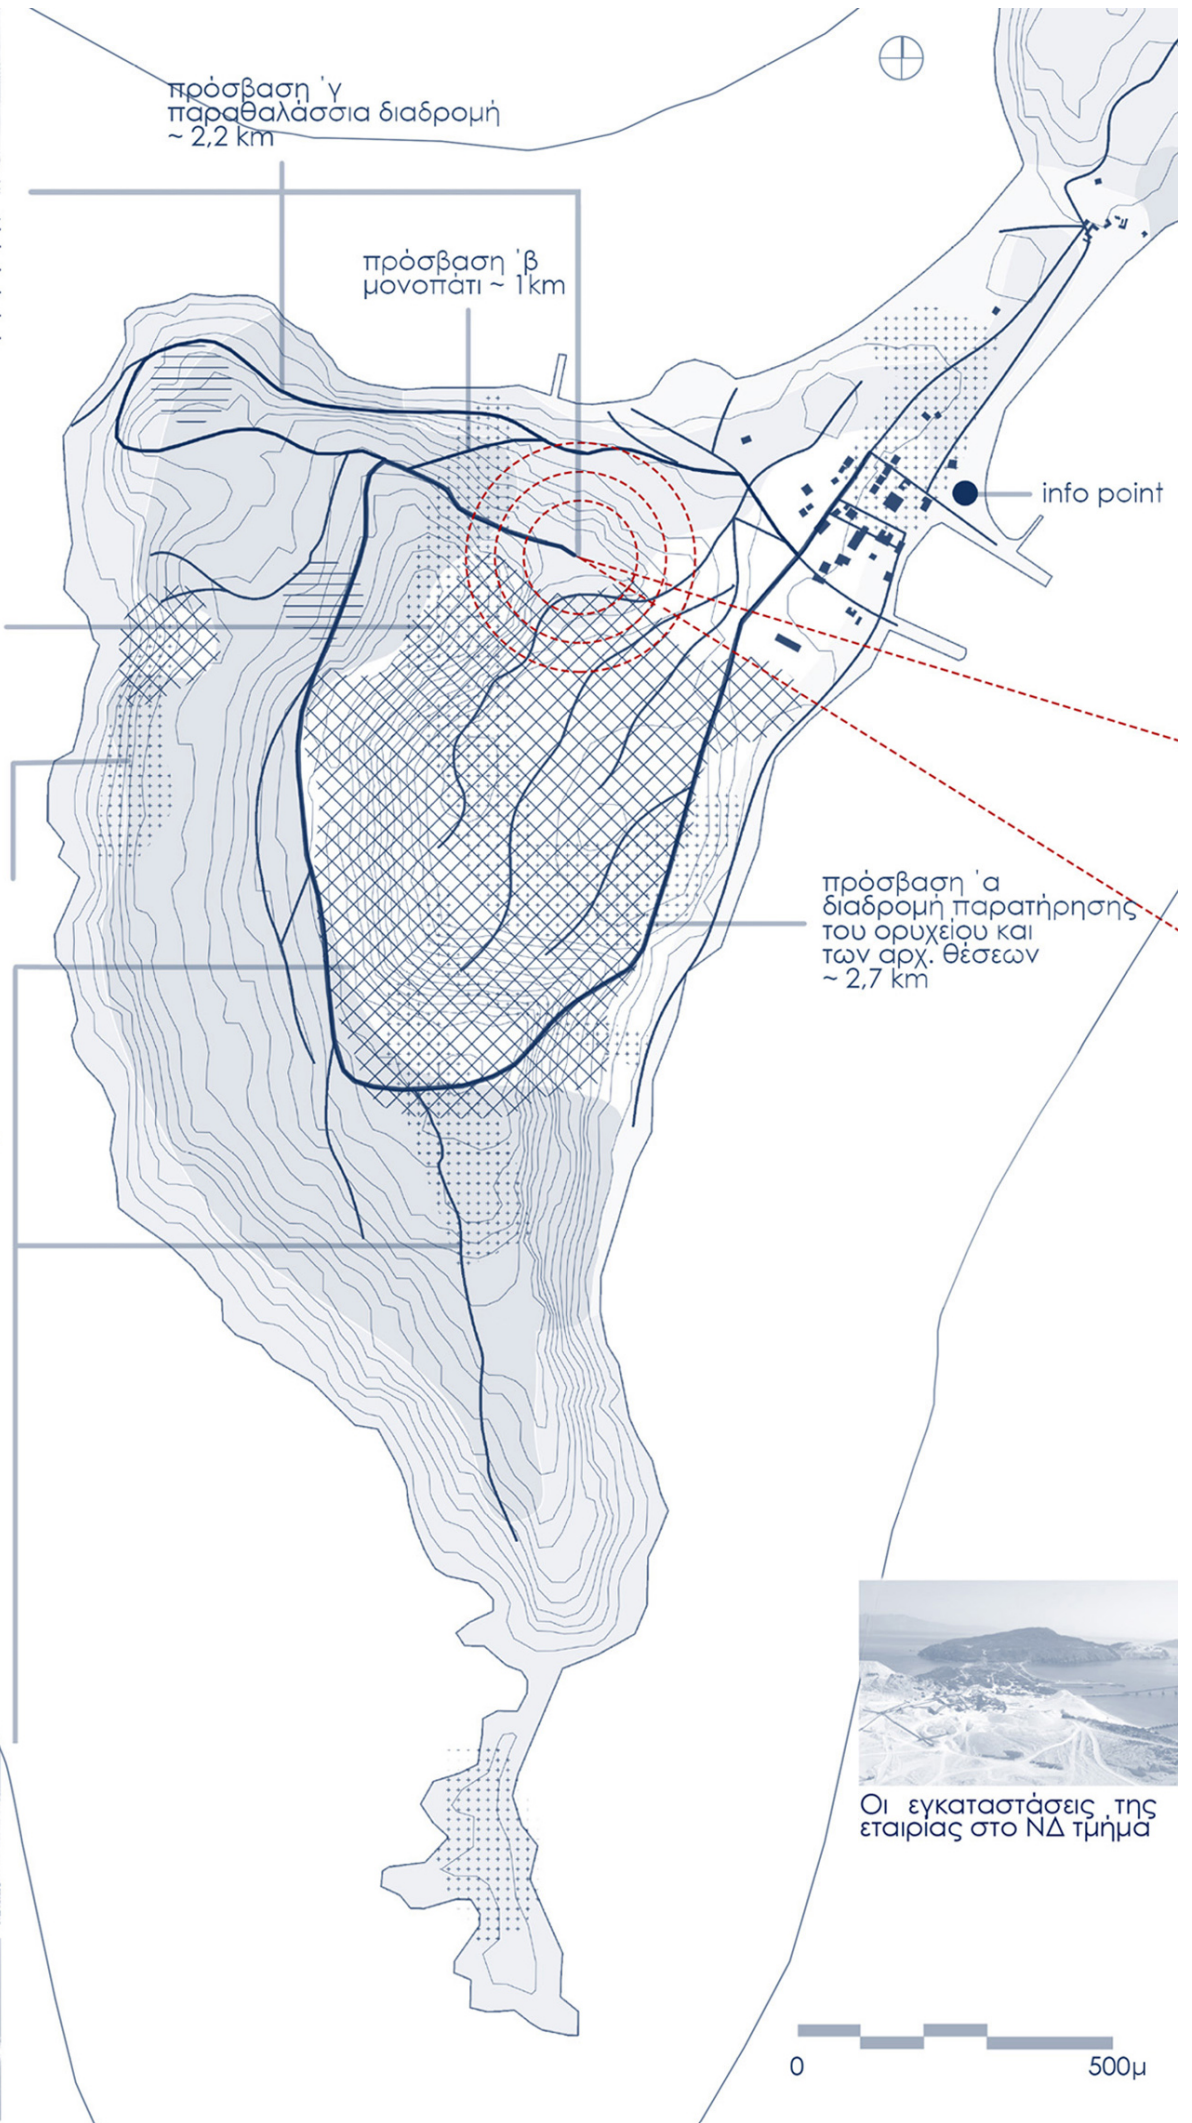 πρόσβαση 'γ
παραθαλάσσια διαδρομή
~ 2,2 km
πρόσβαση 'β
μονοπάτι ~ 1km
info point
πρόσβαση 'α
διαδρομή παρατήρησης
του ορυχείου και
των αρχ. θέσεων
~ 2,7 km
Οι εγκαταστάσεις της
εταιρίας στο ΝΔ τμήμα
0 500μ